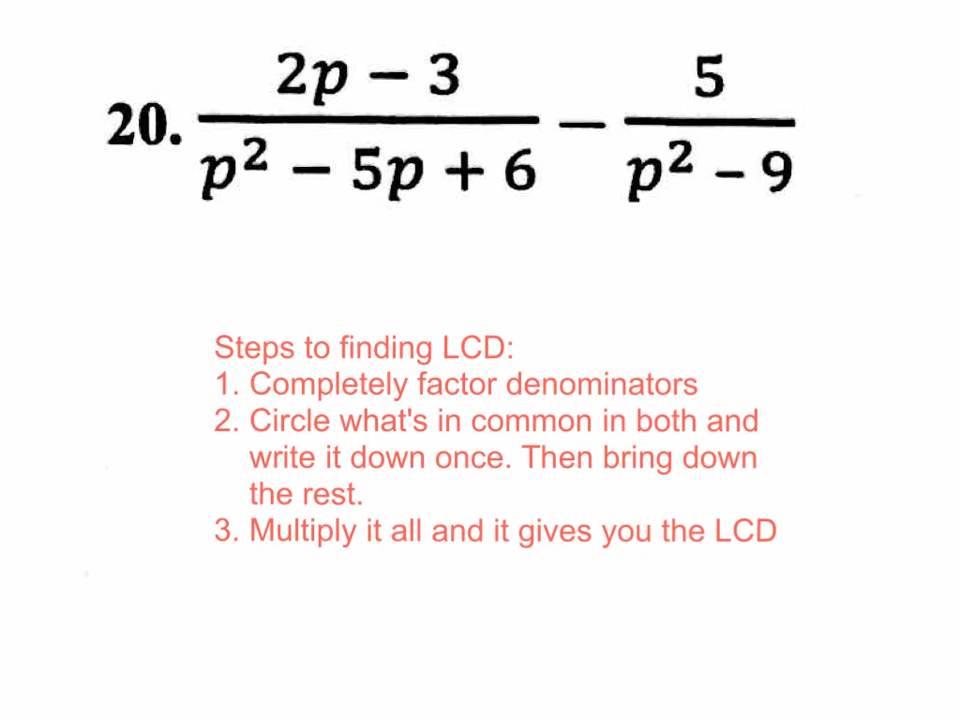 20. \frac{2p − 3}{p² − 5p + 6} − \frac{5}{p² − 9}
Steps to finding LCD:
1. Completely factor denominators
2. Circle what's in common in both and
write it down once. Then bring down
the rest.
3. Multiply it all and it gives you the LCD